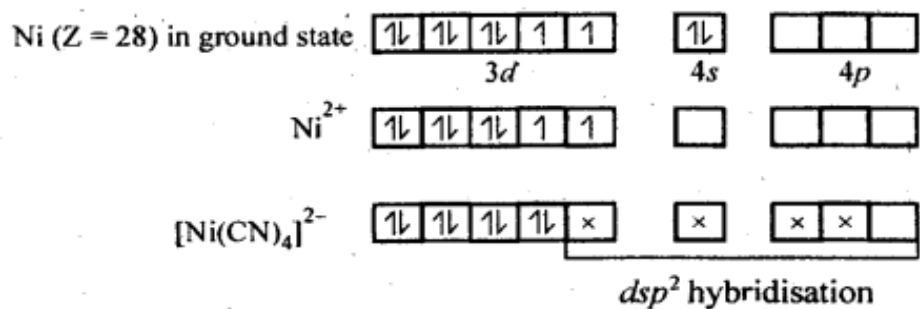 Ni (Z = 28) in ground state ⥮ ⥮ ⥮ ↿ ↿ ⥮
3d 4s 4p
Ni²⁺ ⥮ ⥮ ⥮ ↿ ↿
[Ni(CN)₄]²⁻ ⥮ ⥮ ⥮ ⥮ × × × ×
dsp² hybridisation